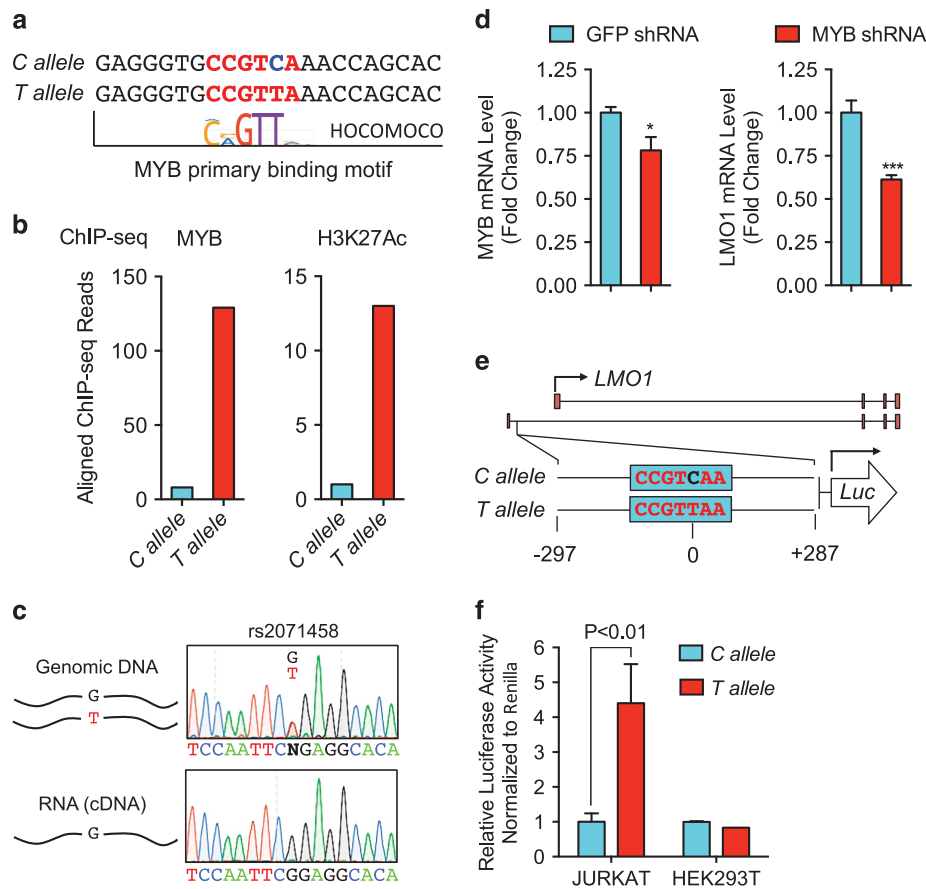 a
C allele GAGGGTGCCGTCAAACCAGCAC
T allele GAGGGTGCCGTTAAACCAGCAC
C GTT HOCOMOCO
MYB primary binding motif
b
ChIP-seq MYB H3K27Ac
Aligned ChIP-seq Reads
150
100
50
0
C allele
T allele
15
10
5
0
C allele
T allele
c
rs2071458
Genomic DNA
G
T
G
T
TCCAATTCNGAGGCACA
RNA (cDNA)
G
TCCAATTCGGAGGCACA
d
GFP shRNA MYB shRNA
MYB mRNA Level
(Fold Change)
1.25
1.00
0.75
0.50
0.25
0.00
*
LMO1 mRNA Level
(Fold Change)
1.25
1.00
0.75
0.50
0.25
0.00
***
e
LMO1
C allele CCGTCAA
T allele CCGTTAA
Luc
-297 0 +287
f
Relative Luciferase Activity
Normalized to Renilla
6
5
4
3
2
1
0
P<0.01
C allele
T allele
JURKAT HEK293T